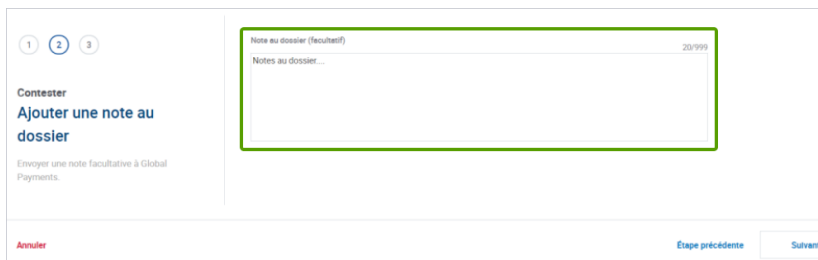 1 2 3
Contester
Ajouter une note au
dossier
Envoyer une note facultative à Global
Payments.
Note au dossier (facultatif)
20/999
Notes au dossier....
Annuler
Étape précédente
Suivant